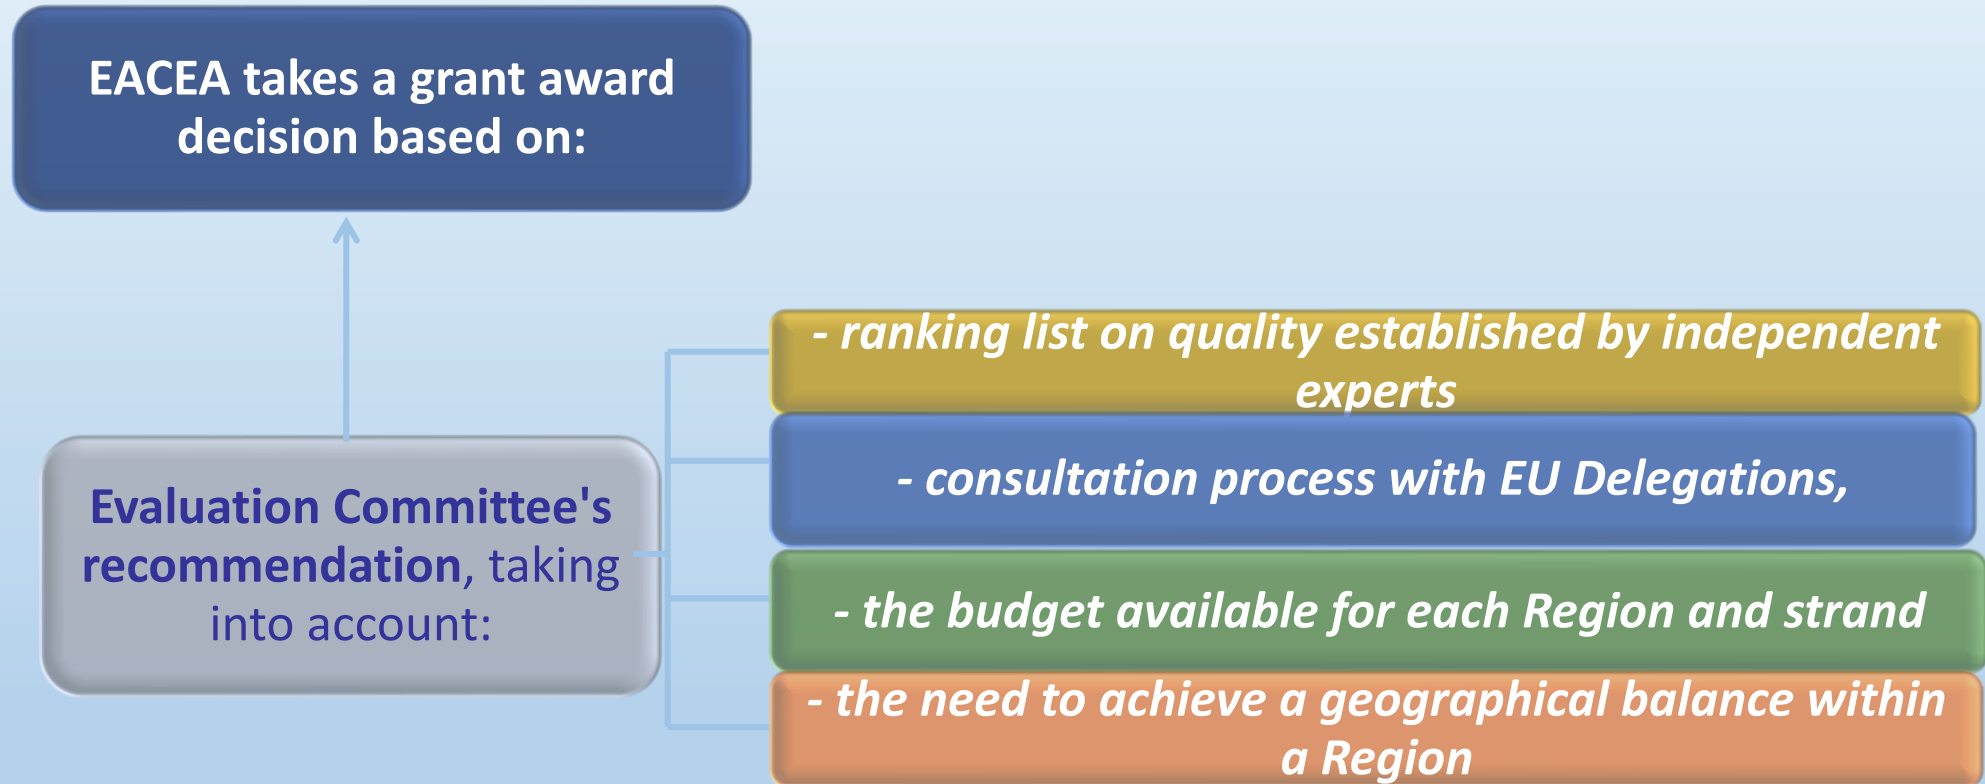 EACEA takes a grant award
decision based on:
- ranking list on quality established by independent
experts
- consultation process with EU Delegations,
Evaluation Committee's
recommendation, taking
into account:
- the budget available for each Region and strand
- the need to achieve a geographical balance within
a Region